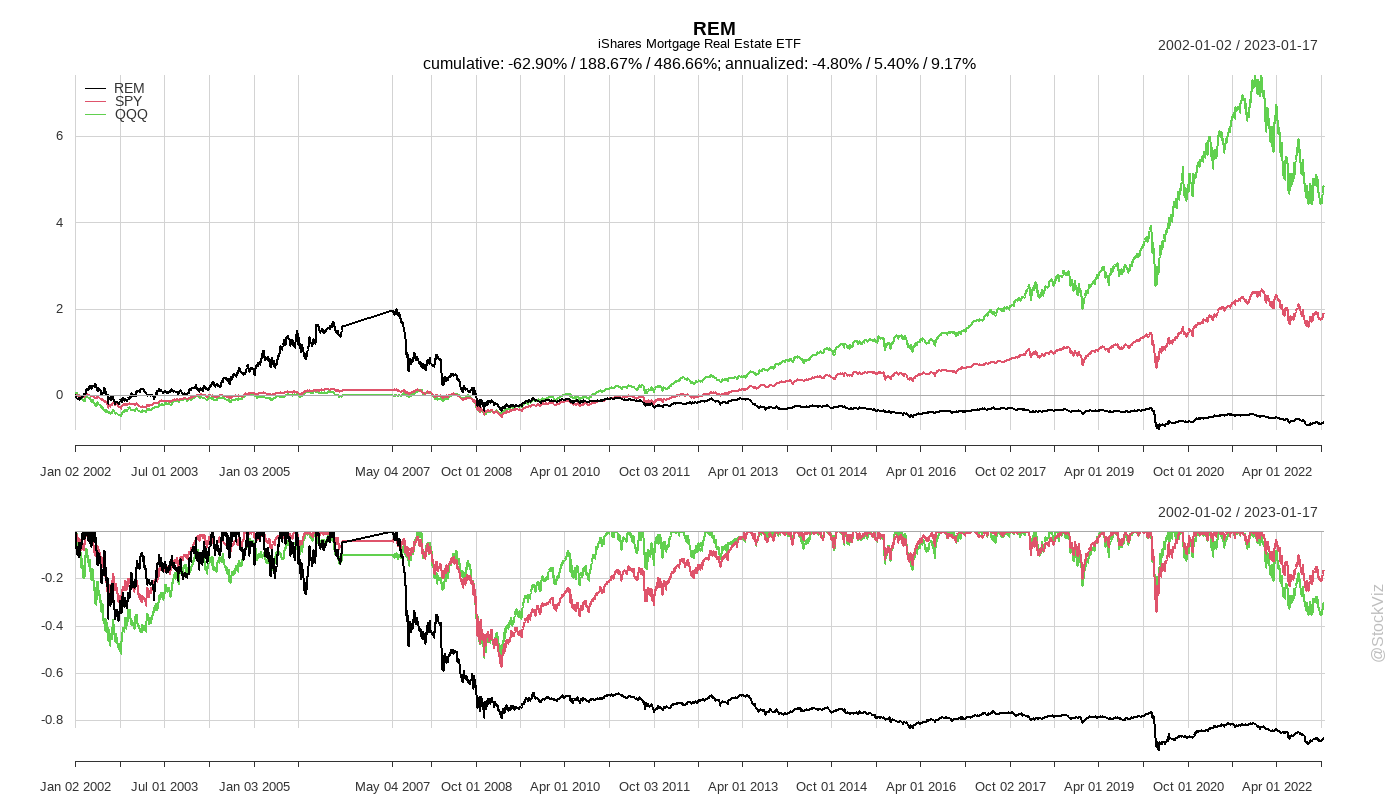 REM
iShares Mortgage Real Estate ETF
2002-01-02 / 2023-01-17
cumulative: -62.90% / 188.67% / 486.66%; annualized: -4.80% / 5.40% / 9.17%
REM
SPY
QQQ
6
4
2
0
Jan 02 2002 Jul 01 2003 Jan 03 2005 May 04 2007 Oct 01 2008 Apr 01 2010 Oct 03 2011 Apr 01 2013 Oct 01 2014 Apr 01 2016 Oct 02 2017 Apr 01 2019 Oct 01 2020 Apr 01 2022
2002-01-02 / 2023-01-17
-0.2
-0.4
-0.6
-0.8
Jan 02 2002 Jul 01 2003 Jan 03 2005 May 04 2007 Oct 01 2008 Apr 01 2010 Oct 03 2011 Apr 01 2013 Oct 01 2014 Apr 01 2016 Oct 02 2017 Apr 01 2019 Oct 01 2020 Apr 01 2022
@StockViz